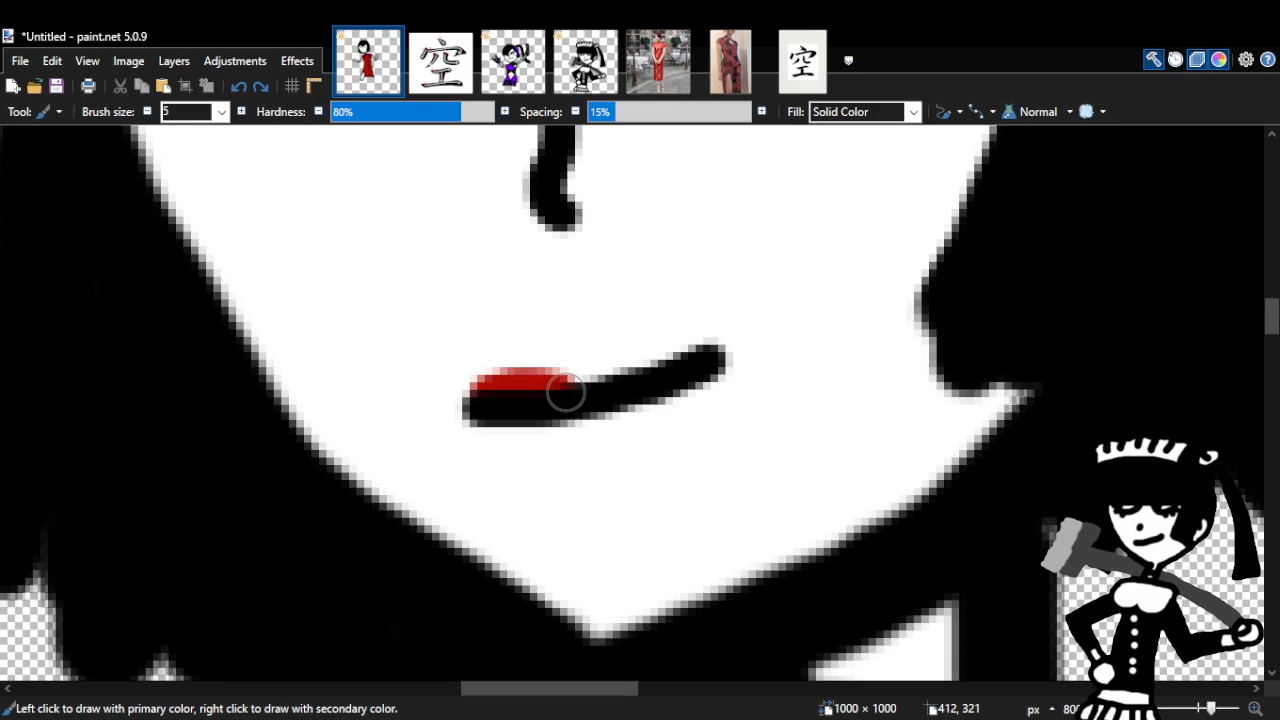 *Untitled - paint.net 5.0.9
File Edit View Image Layers Adjustments Effects
空
空
Tool: Brush size: 5 Hardness: 80% Spacing: 15% Fill: Solid Color Normal
Left click to draw with primary color, right click to draw with secondary color. 1000 × 1000 412, 321 px